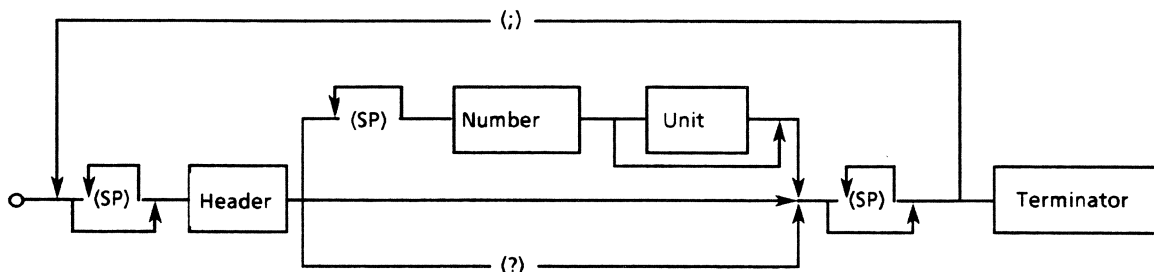 (;)
(SP) Number Unit
(SP) Header (SP) Terminator
(?)